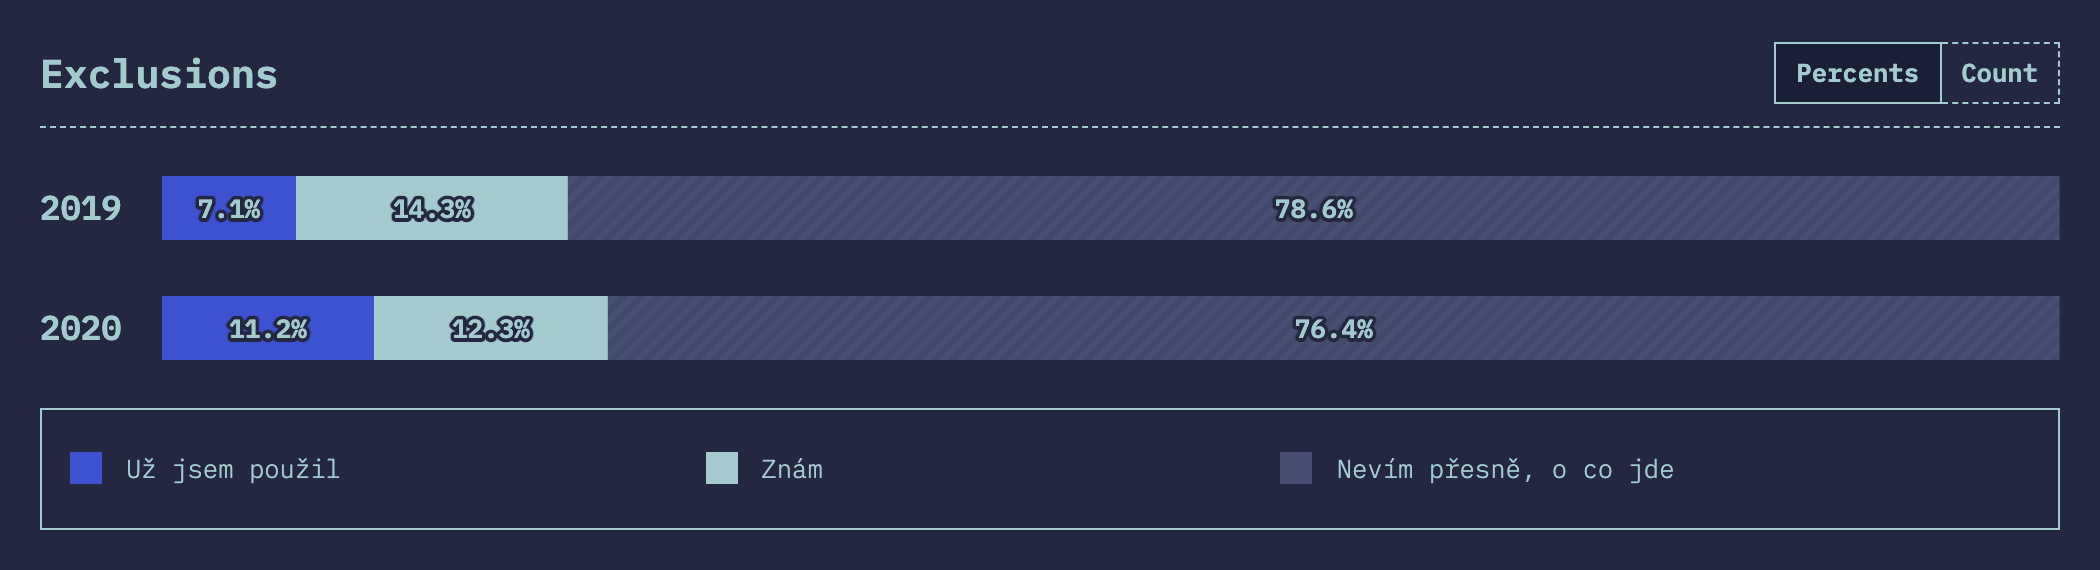 Exclusions
Percents Count
2019 7.1% 14.3% 78.6%
2020 11.2% 12.3% 76.4%
Už jsem použil Znám Nevím přesně, o co jde